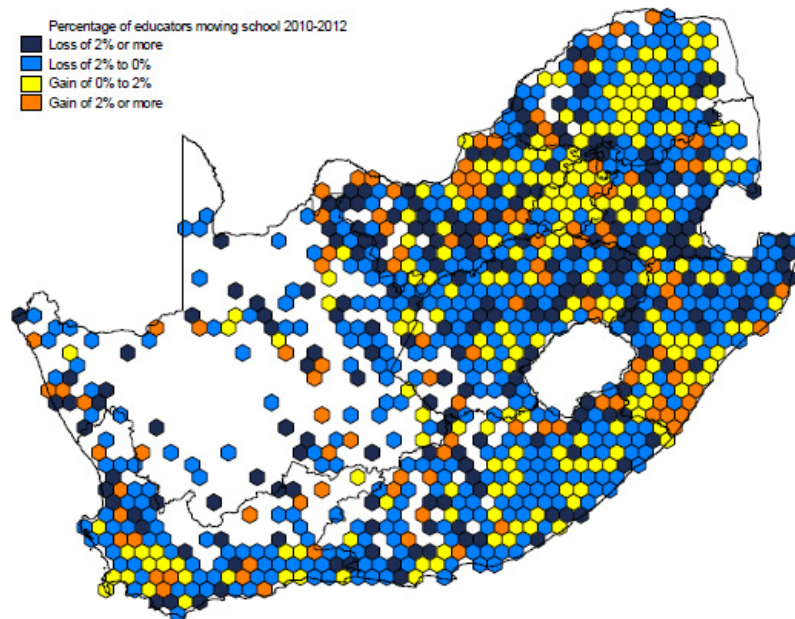 Percentage of educators moving school 2010-2012
Loss of 2% or more
Loss of 2% to 0%
Gain of 0% to 2%
Gain of 2% or more